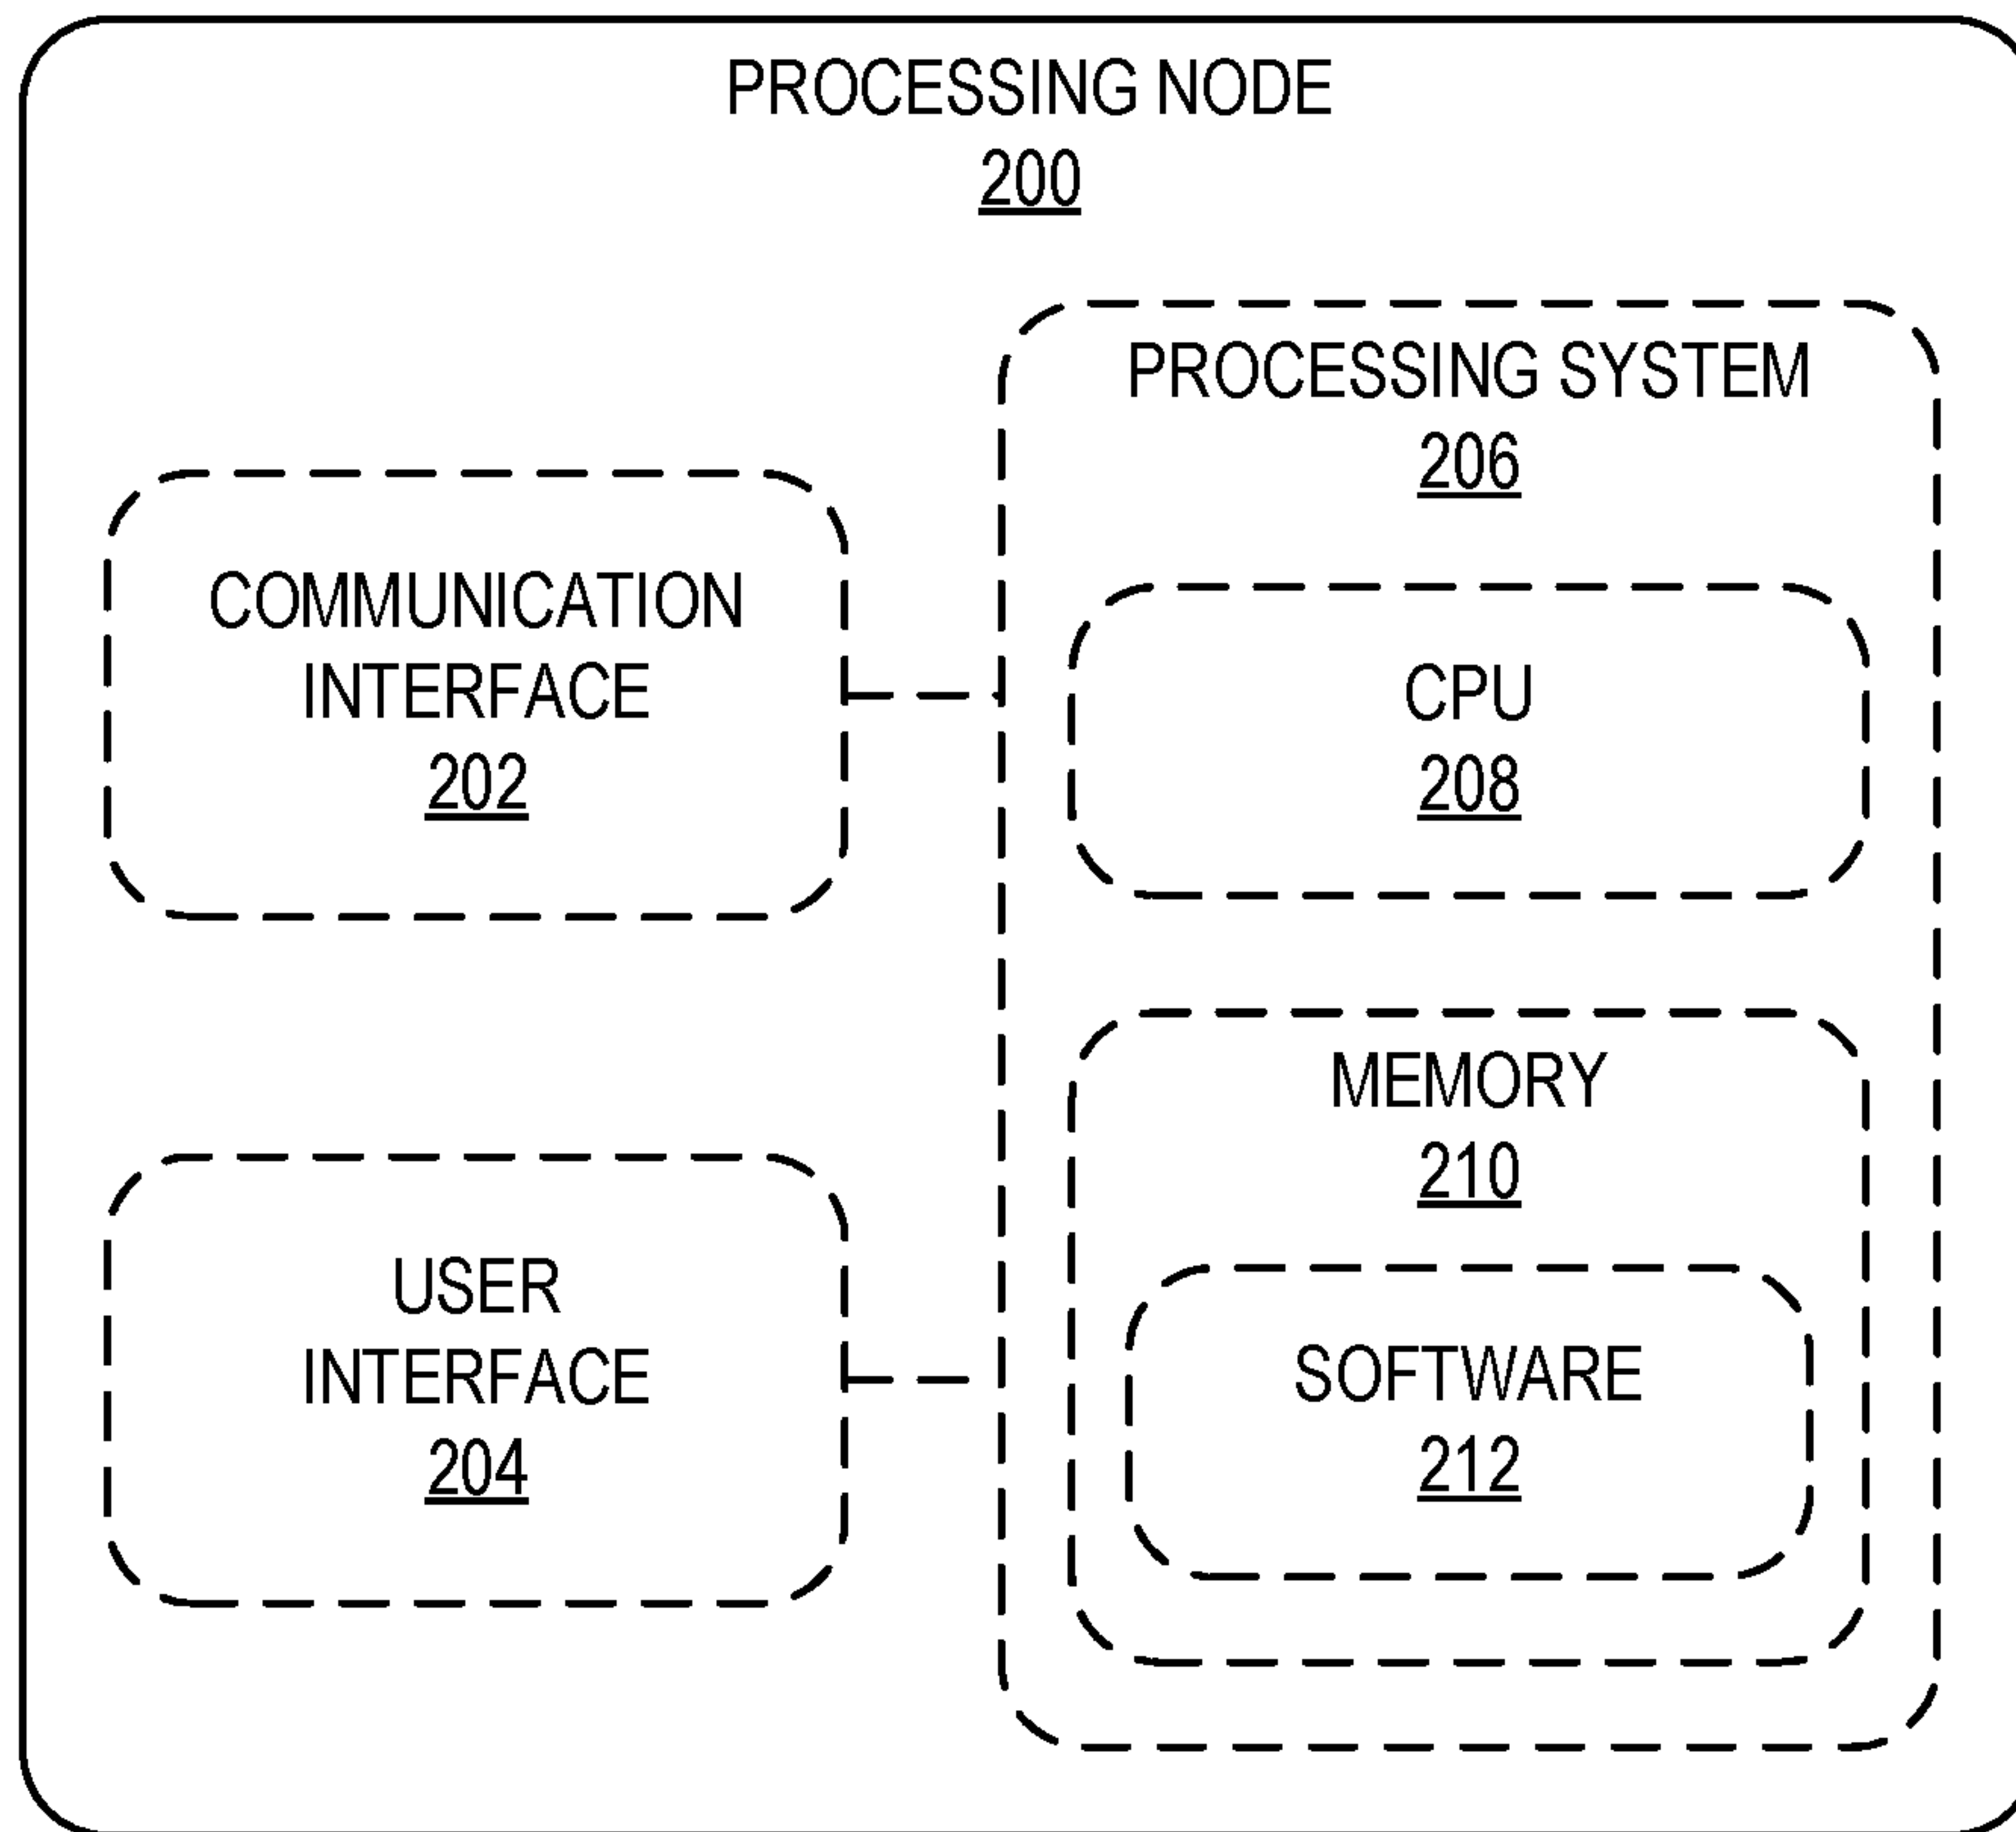 PROCESSING NODE
200
PROCESSING SYSTEM
206
COMMUNICATION
INTERFACE
202
CPU
208
MEMORY
210
USER
INTERFACE
204
SOFTWARE
212